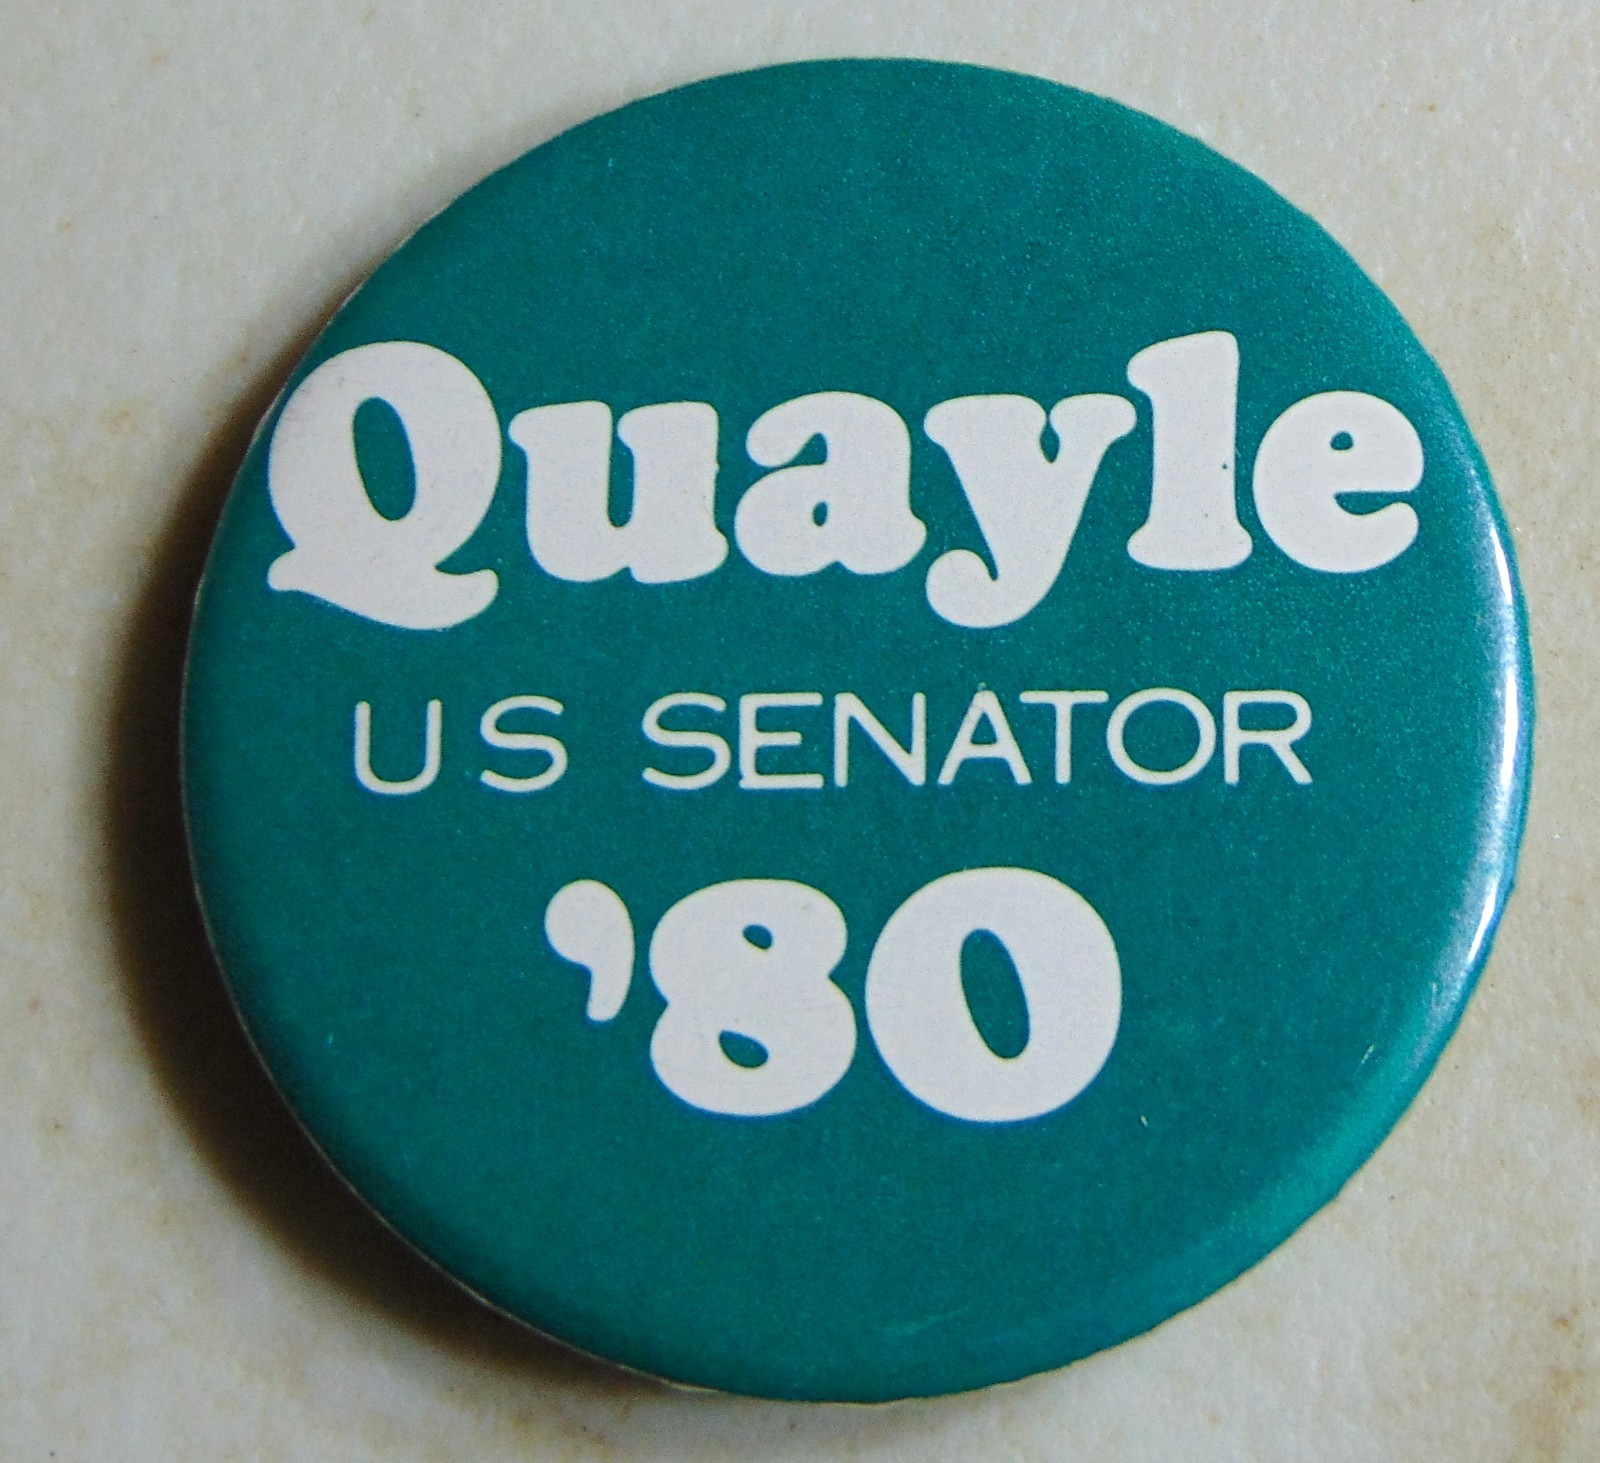 Quayle
US SENATOR
'80